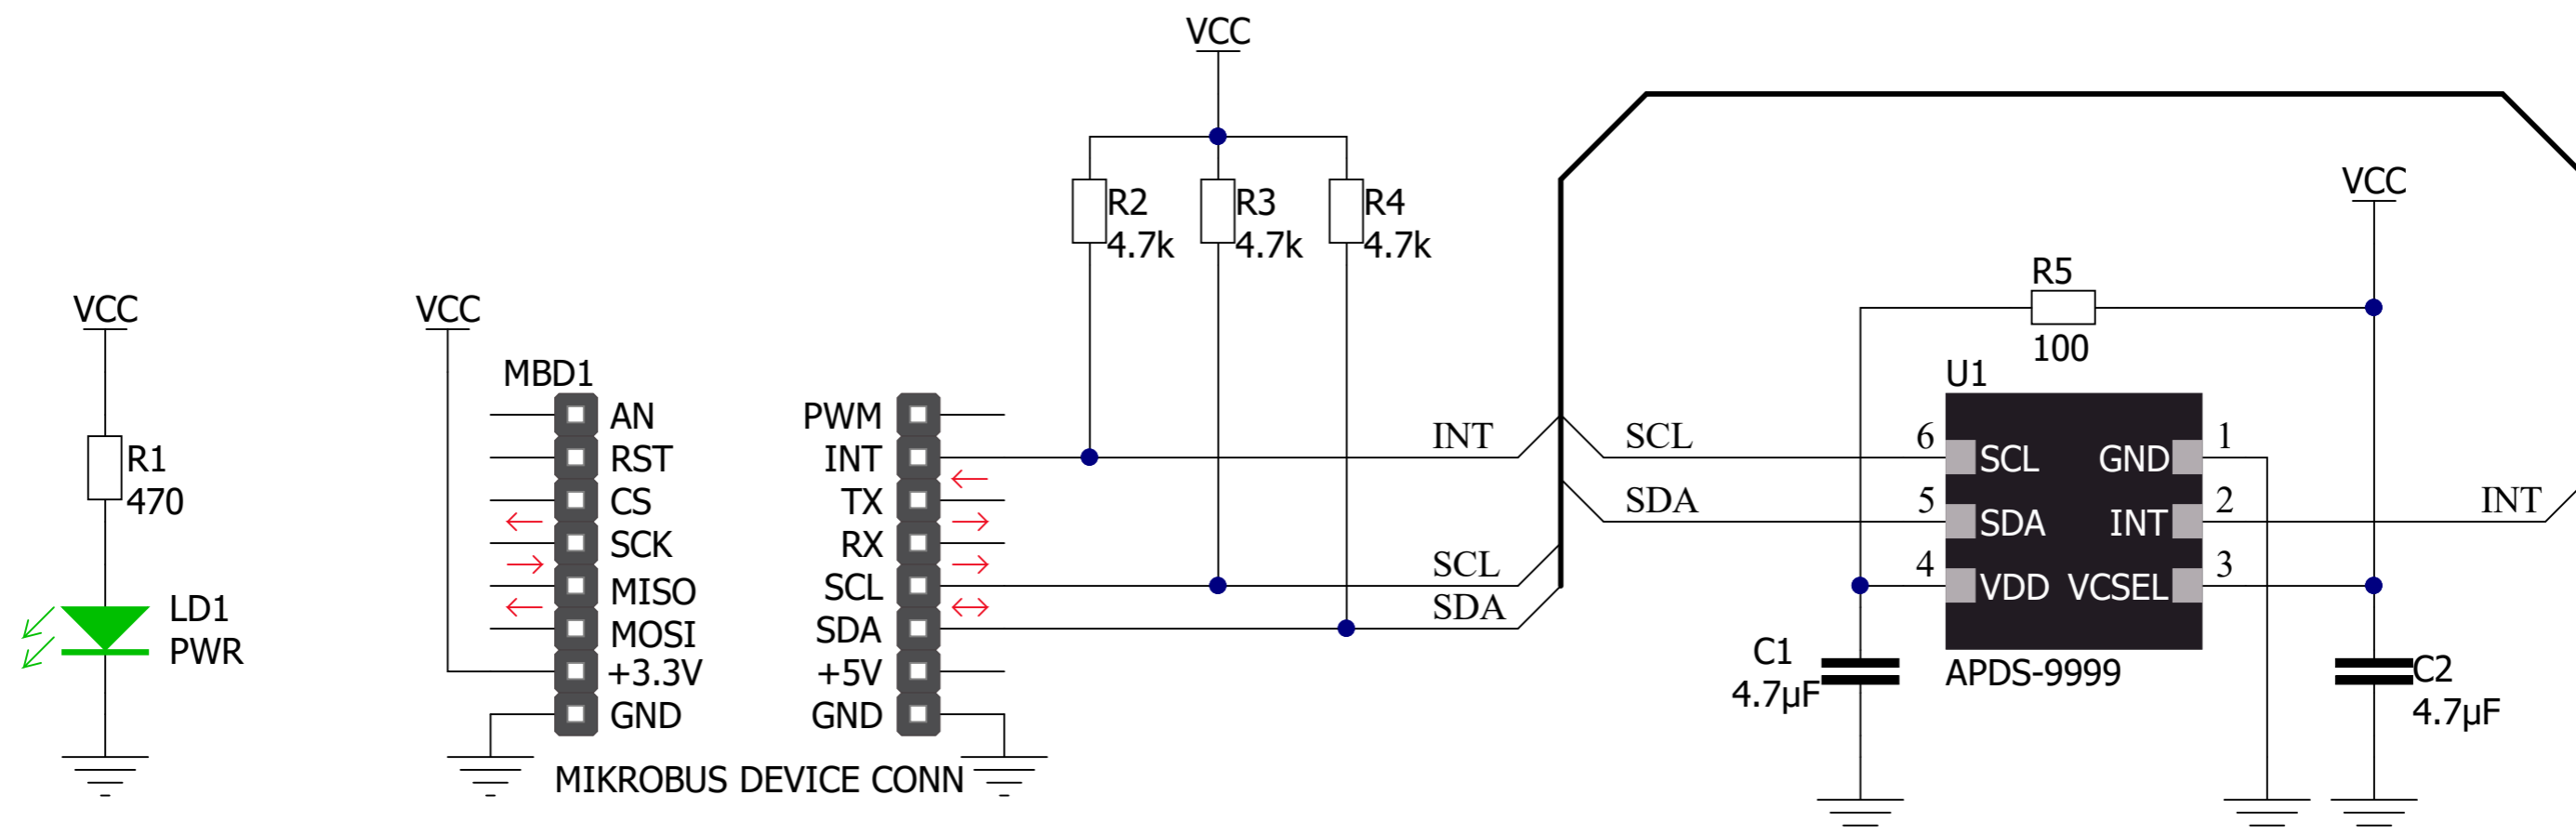 VCC
R1
470
LD1
PWR
VCC
MBD1
AN
RST
CS
SCK
MISO
MOSI
+3.3V
GND
PWM
INT
TX
RX
SCL
SDA
+5V
GND
MIKROBUS DEVICE CONN
VCC
R2
4.7k
R3
4.7k
R4
4.7k
INT
SCL
SDA
SCL
SDA
VCC
R5
100
U1
6
5
4
SCL
SDA
VDD
GND
INT
VCSEL
1
2
3
APDS-9999
INT
C1
4.7µF
C2
4.7µF